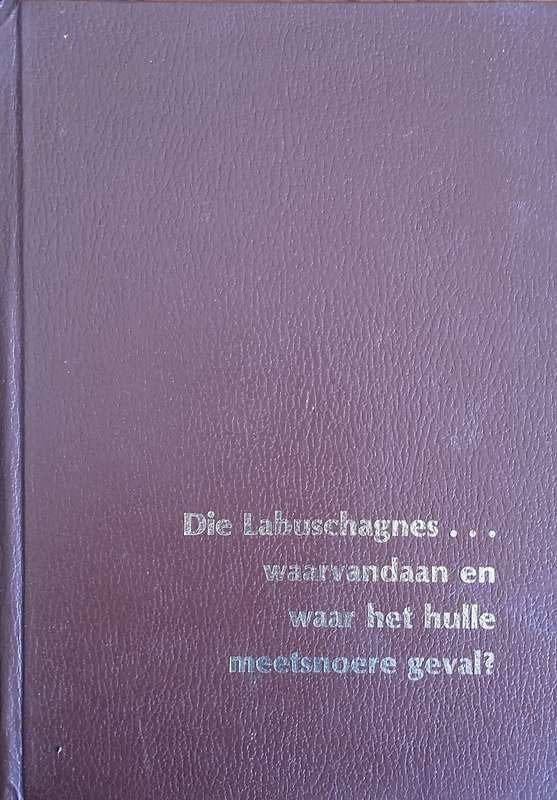 Die Labuschagnes . . .
waarvandaan en
waar het hulle
meetsnoere geval?